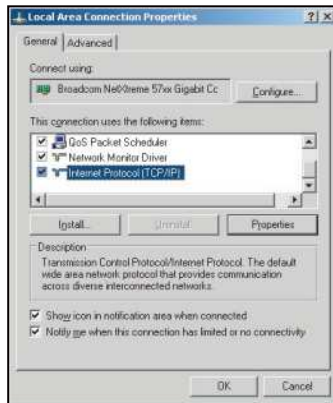 Local Area Connection Properties
General Advanced
Connect using:
Broadcom NetXtreme 57xx Gigabit Cc
Configure...
This connection uses the following items:
QoS Packet Scheduler
Network Monitor Driver
Internet Protocol (TCP/IP)
Install... Uninstall Properties
Description
Transmission Control Protocol/Internet Protocol. The default
wide area network protocol that provides communication
across diverse interconnected networks.
Show icon in notification area when connected
Notify me when this connection has limited or no connectivity
OK Cancel